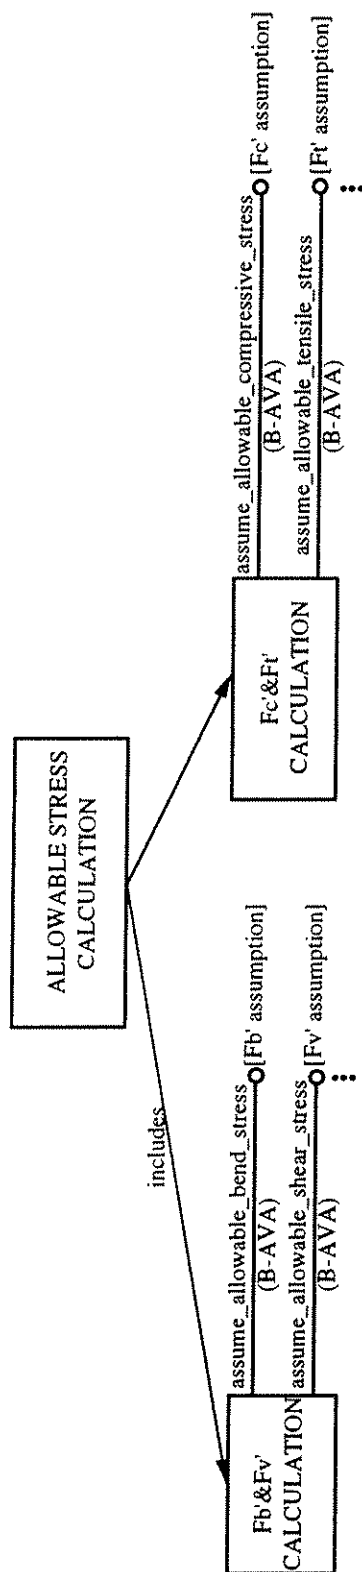 ALLOWABLE STRESS
CALCULATION
includes
Fb'&Fv'
CALCULATION
assume_allowable_bend_stress
[Fb' assumption]
(B-AVA)
assume_allowable_shear_stress
[Fv' assumption]
(B-AVA)
Fc'&Ft'
CALCULATION
assume_allowable_compressive_stress
[Fc' assumption]
(B-AVA)
assume_allowable_tensile_stress
[Ft' assumption]
(B-AVA)